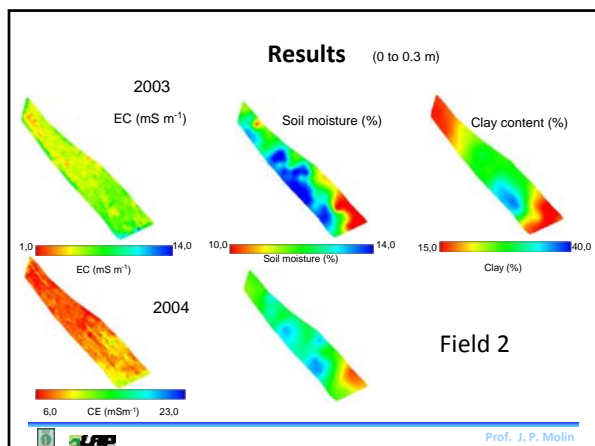 Results (0 to 0.3 m)
2003
EC (mS m-1)
Soil moisture (%)
Clay content (%)
1,0 14,0
EC (mS m-1)
10,0 14,0
Soil moisture (%)
15,0 40,0
Clay (%)
2004
Field 2
6,0 23,0
CE (mSm-1)
Prof. J. P. Molin